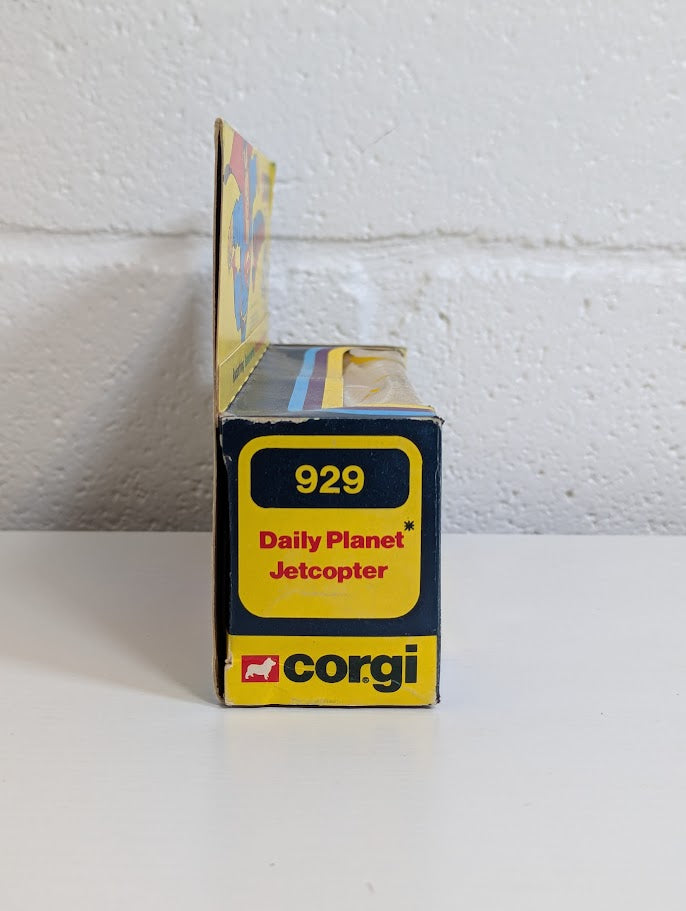 929
Daily Planet*
Jetcopter
corgi®